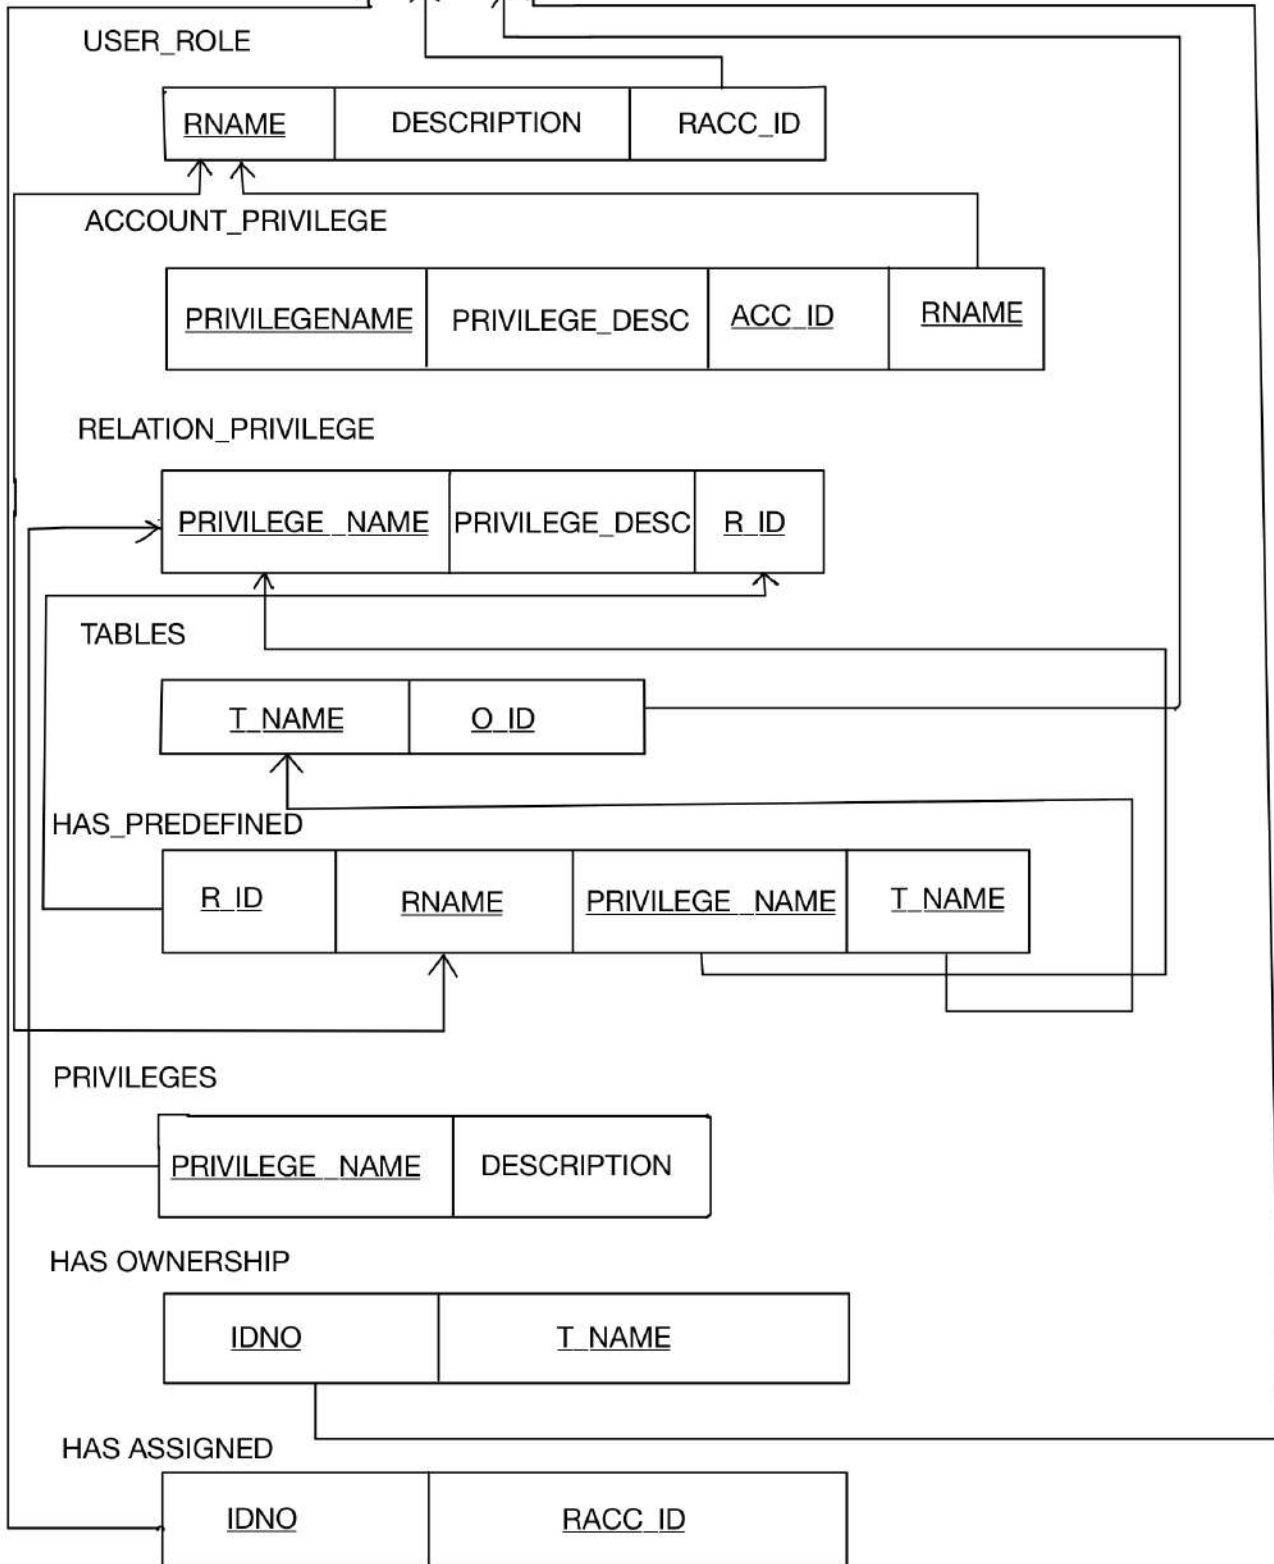 USER_ROLE
RNAME DESCRIPTION RACC_ID
ACCOUNT_PRIVILEGE
PRIVILEGENAME PRIVILEGE_DESC ACC_ID RNAME
RELATION_PRIVILEGE
PRIVILEGE_NAME PRIVILEGE_DESC R_ID
TABLES
T_NAME O_ID
HAS_PREDEFINED
R_ID RNAME PRIVILEGE_NAME T_NAME
PRIVILEGES
PRIVILEGE_NAME DESCRIPTION
HAS OWNERSHIP
IDNO T_NAME
HAS ASSIGNED
IDNO RACC_ID